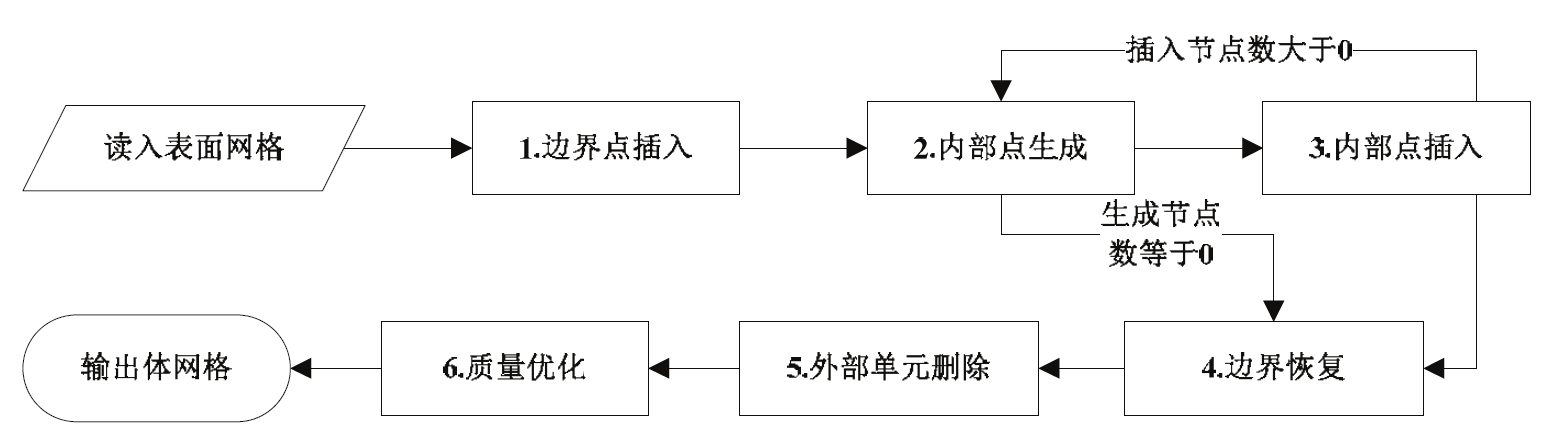 插入节点数大于0
读入表面网格
1.边界点插入
2.内部点生成
3.内部点插入
生成节点
数等于0
输出体网格
6.质量优化
5.外部单元删除
4.边界恢复